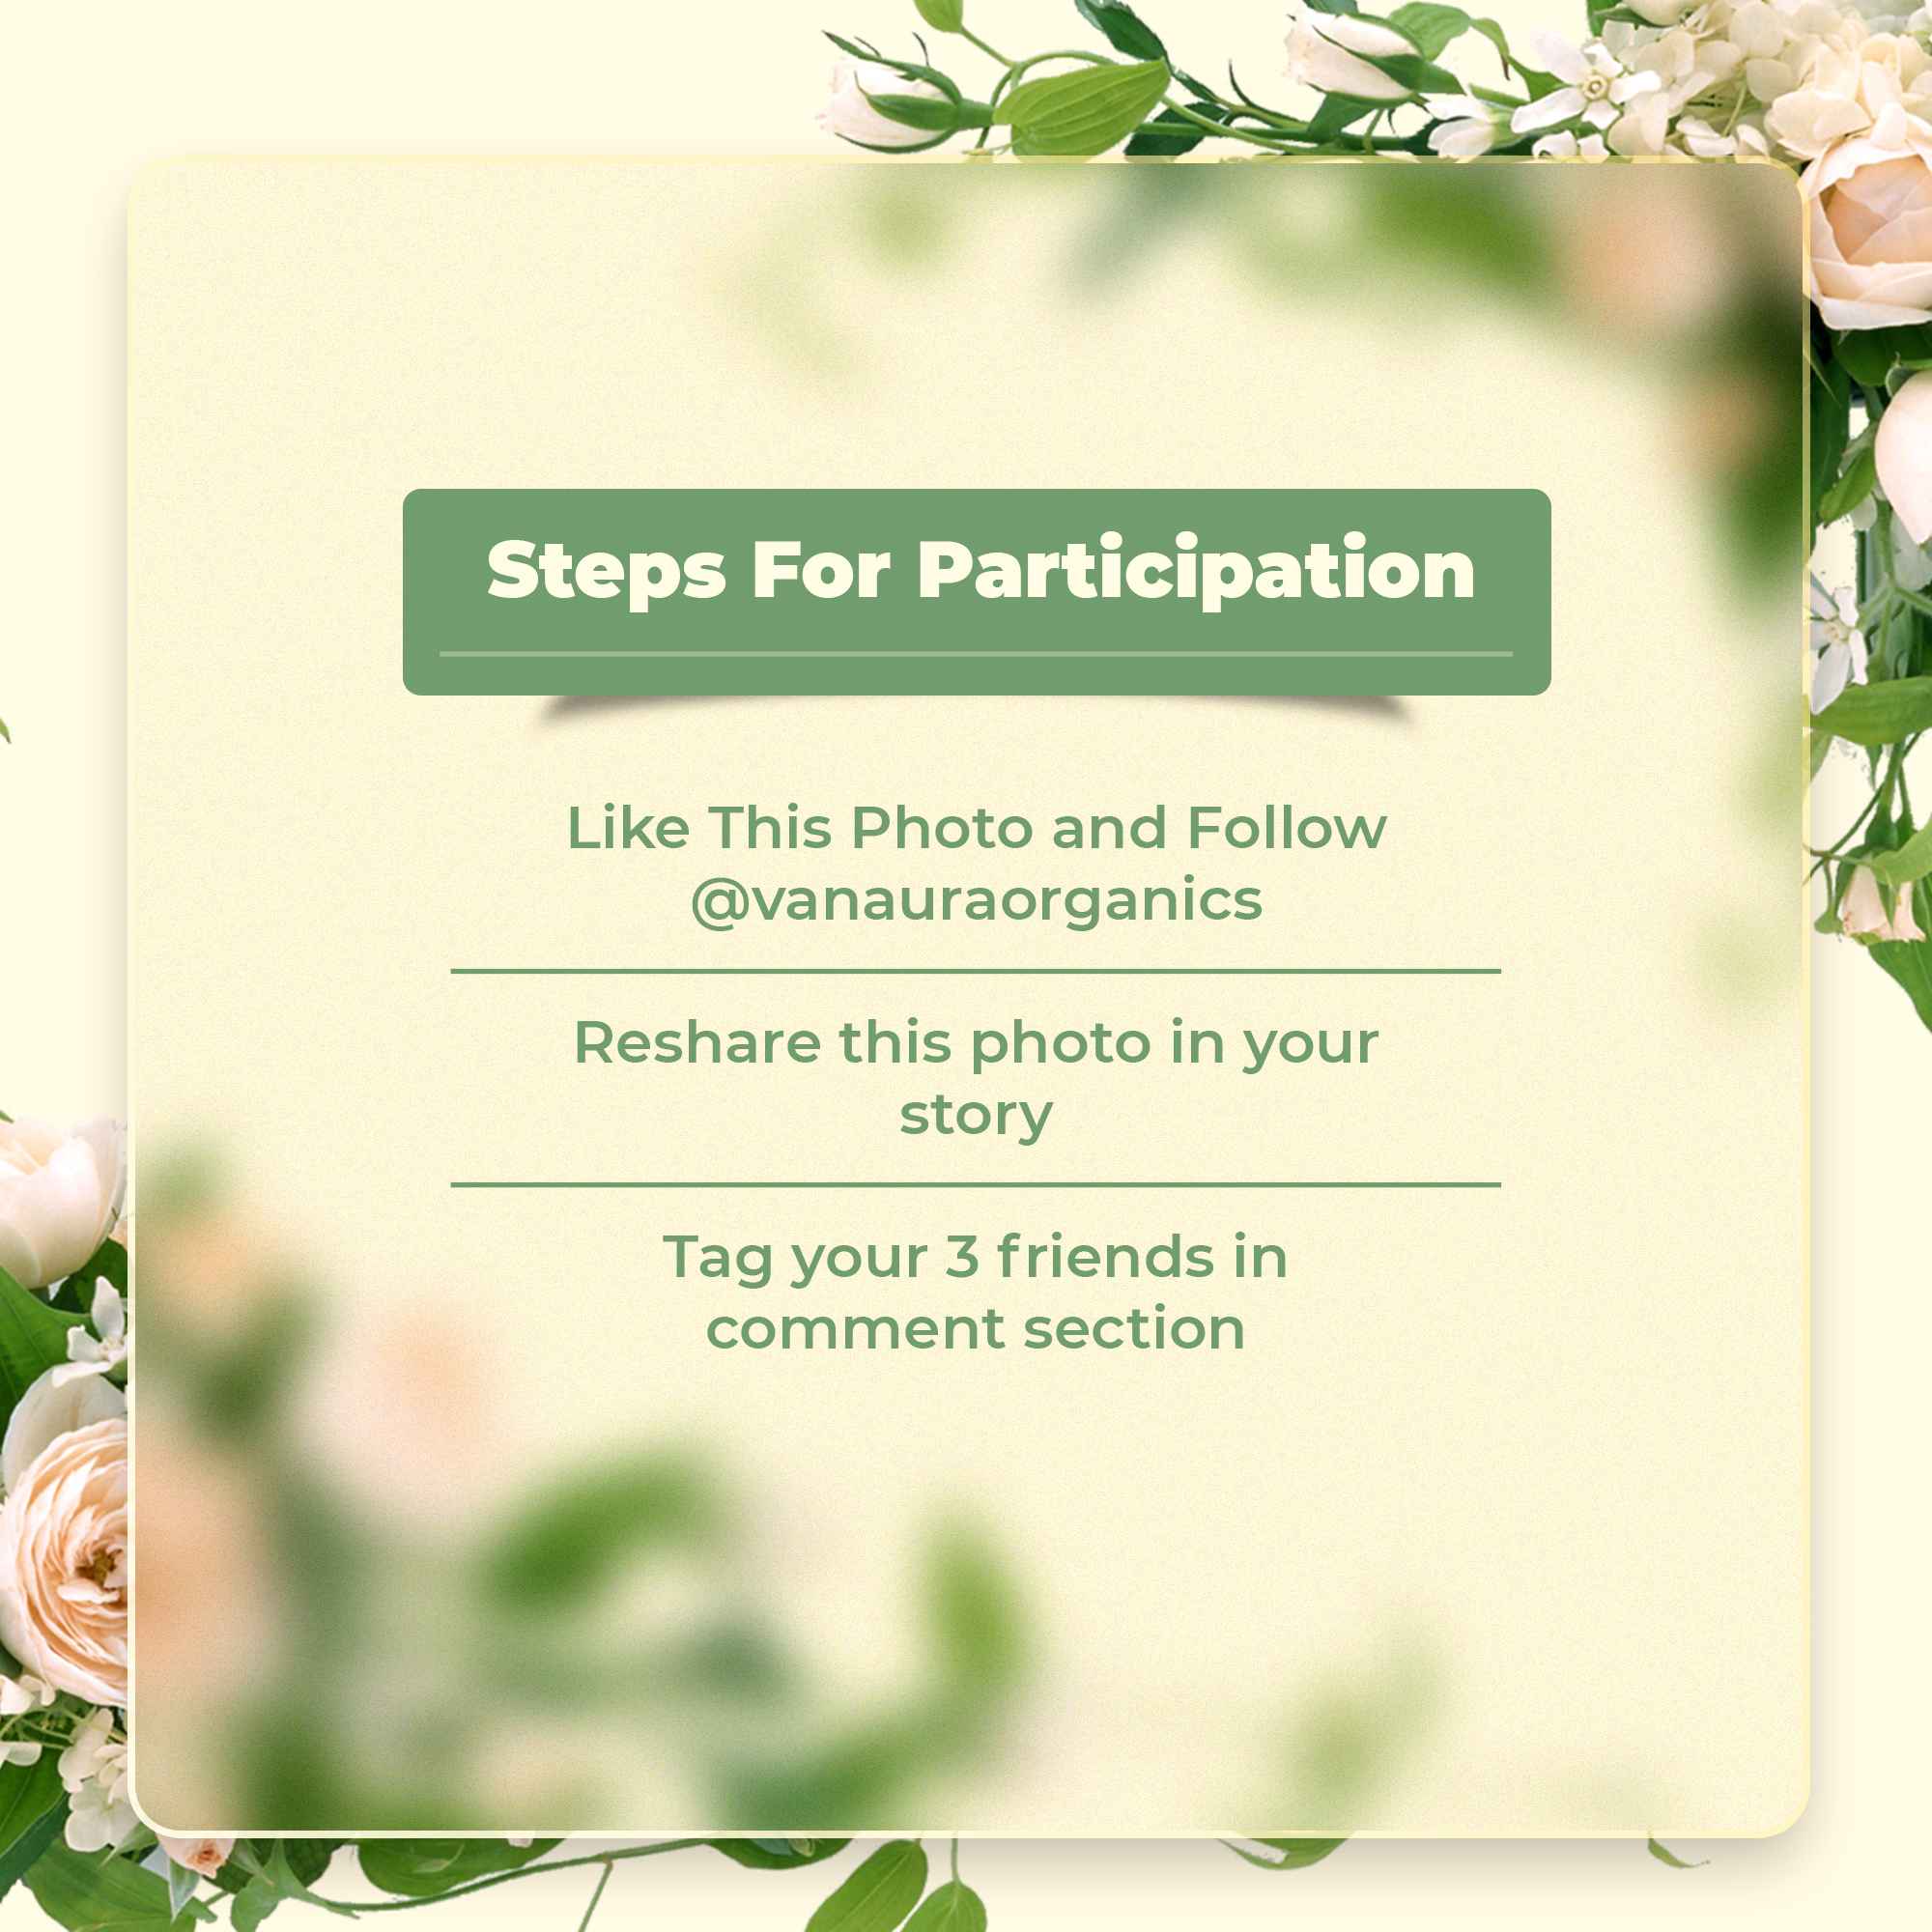 Steps For Participation
Like This Photo and Follow
@vanauraorganics
Reshare this photo in your
story
Tag your 3 friends in
comment section